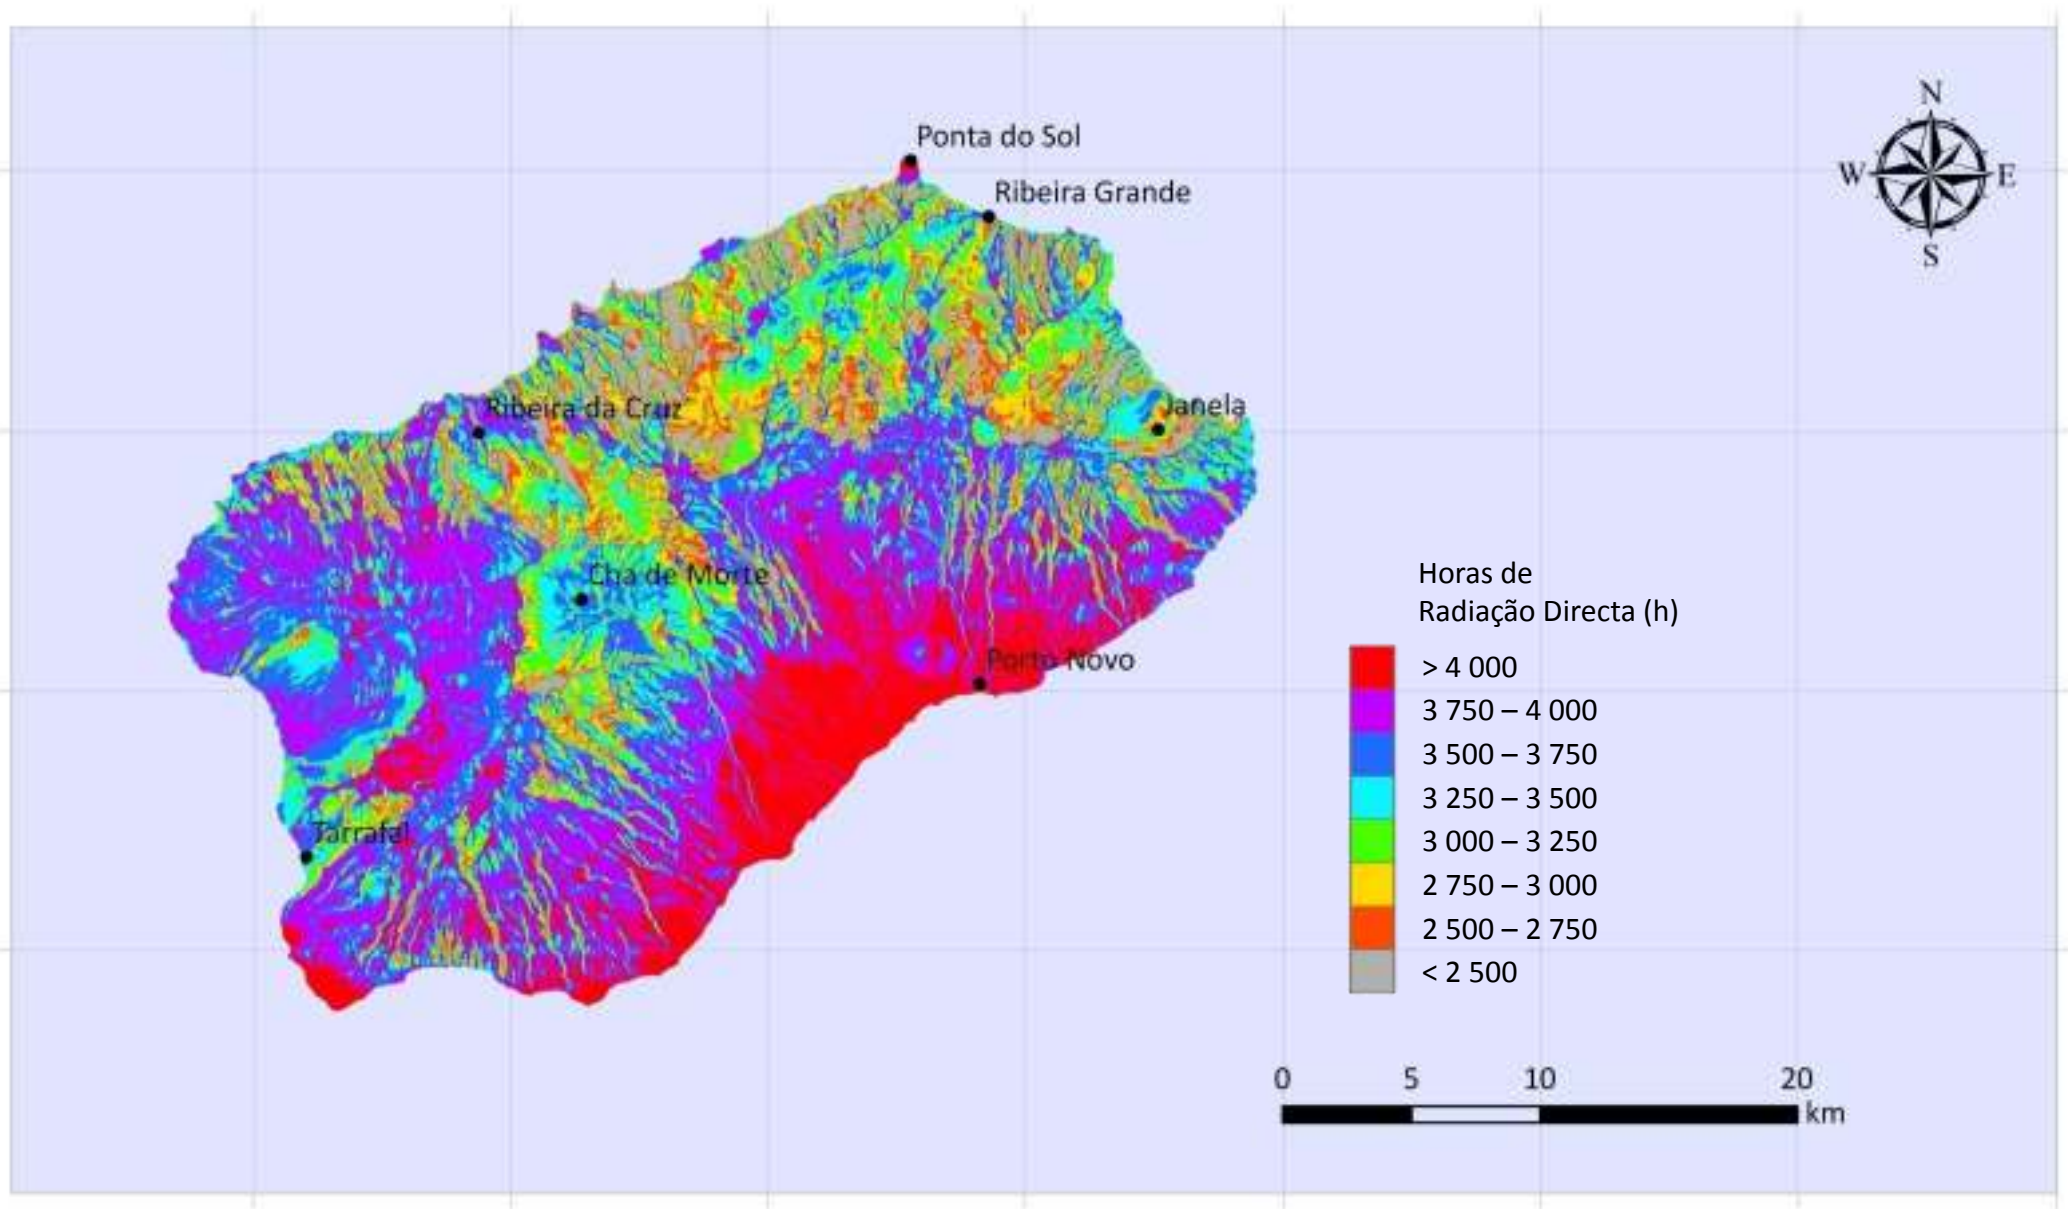 N
W E
S
Ponta do Sol
Ribeira Grande
Ribeira da Cruz
Janela
Cha de Morte
Porto Novo
Tarrafal
Horas de
Radiação Directa (h)
> 4 000
3 750 – 4 000
3 500 – 3 750
3 250 – 3 500
3 000 – 3 250
2 750 – 3 000
2 500 – 2 750
< 2 500
0 5 10 20
km